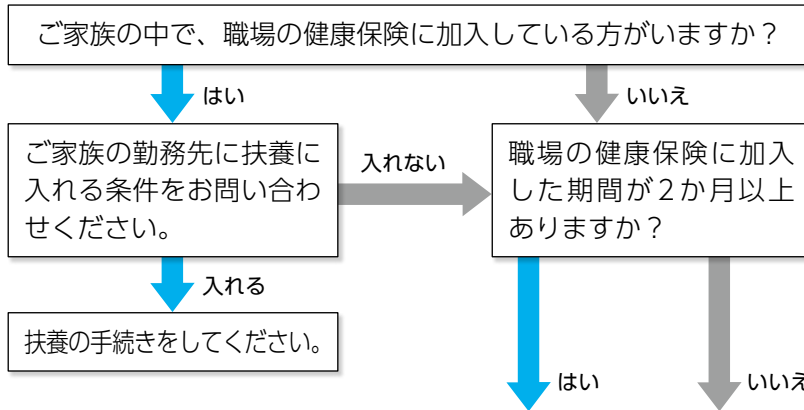 ご家族の中で、職場の健康保険に加入している方がいますか？
はい
いいえ
ご家族の勤務先に扶養に
入れる条件をお問い合わ
せください。
入れない
職場の健康保険に加入
した期間が2か月以上
ありますか？
入れる
扶養の手続きをしてください。
はい
いいえ